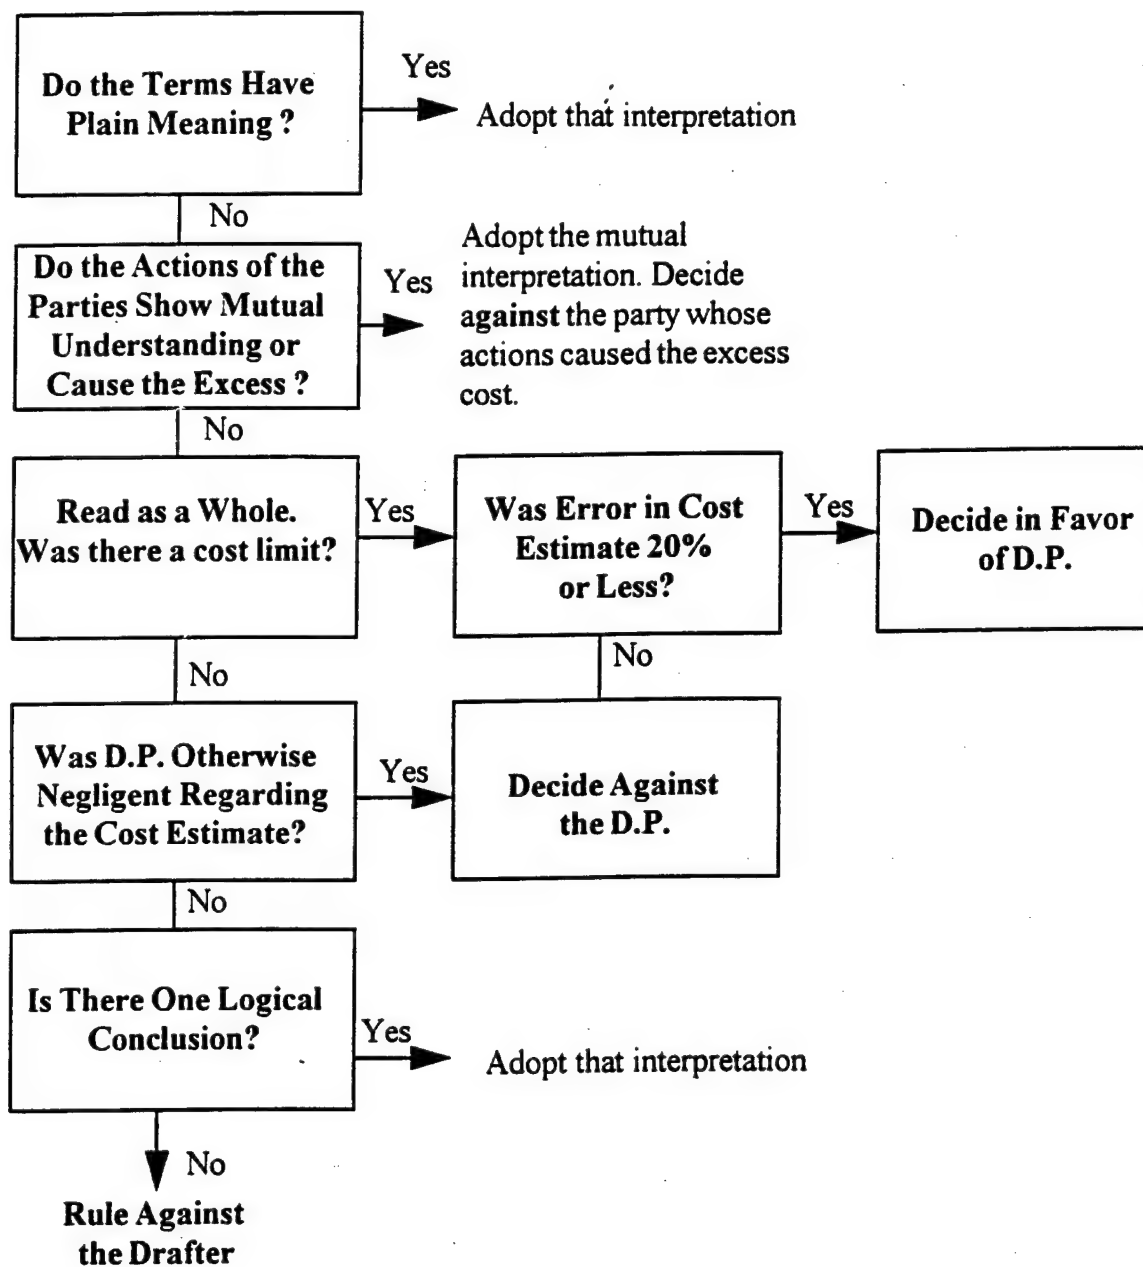 Do the Terms Have
Plain Meaning ?
Yes
Adopt that interpretation
No
Do the Actions of the
Parties Show Mutual
Understanding or
Cause the Excess ?
Yes
Adopt the mutual
interpretation. Decide
against the party whose
actions caused the excess
cost.
No
Read as a Whole.
Was there a cost limit?
Yes
Was Error in Cost
Estimate 20%
or Less?
Yes
Decide in Favor
of D.P.
No
No
Was D.P. Otherwise
Negligent Regarding
the Cost Estimate?
Yes
Decide Against
the D.P.
No
Is There One Logical
Conclusion?
Yes
Adopt that interpretation
No
Rule Against
the Drafter